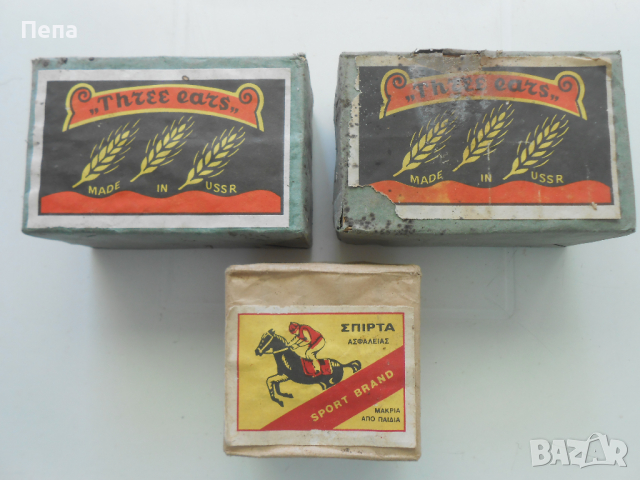 Пепа
„Three ears„
MADE IN USSR
„Three ears„
MADE IN USSR
ΣΠΙΡΤΑ
ΑΣΦΑΛΕΙΑΣ
SPORT BRAND
ΜΑΚΡΙΑ
ΑΠΟ ΠΑΙΔΙΑ
BAZAR